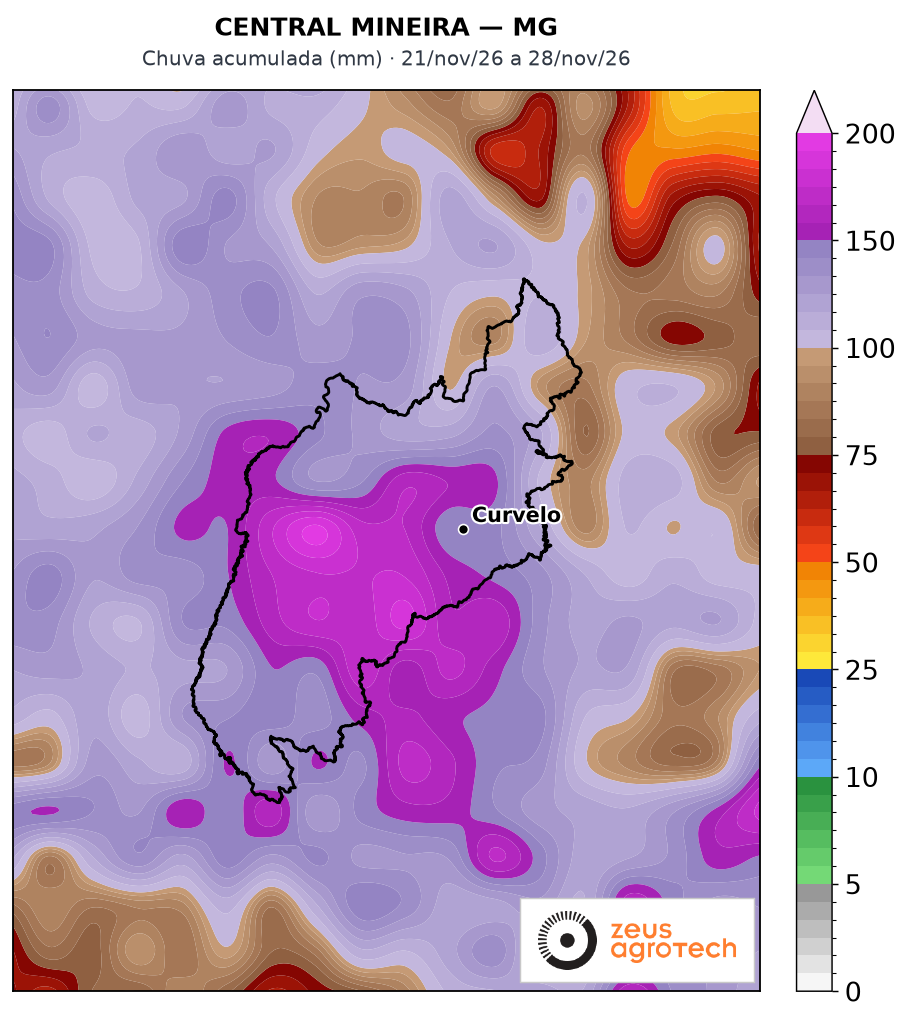 CENTRAL MINEIRA — MG
Chuva acumulada (mm) · 21/nov/26 a 28/nov/26
200
150
100
75
50
25
10
5
0
Curvelo
zeus
agrotech